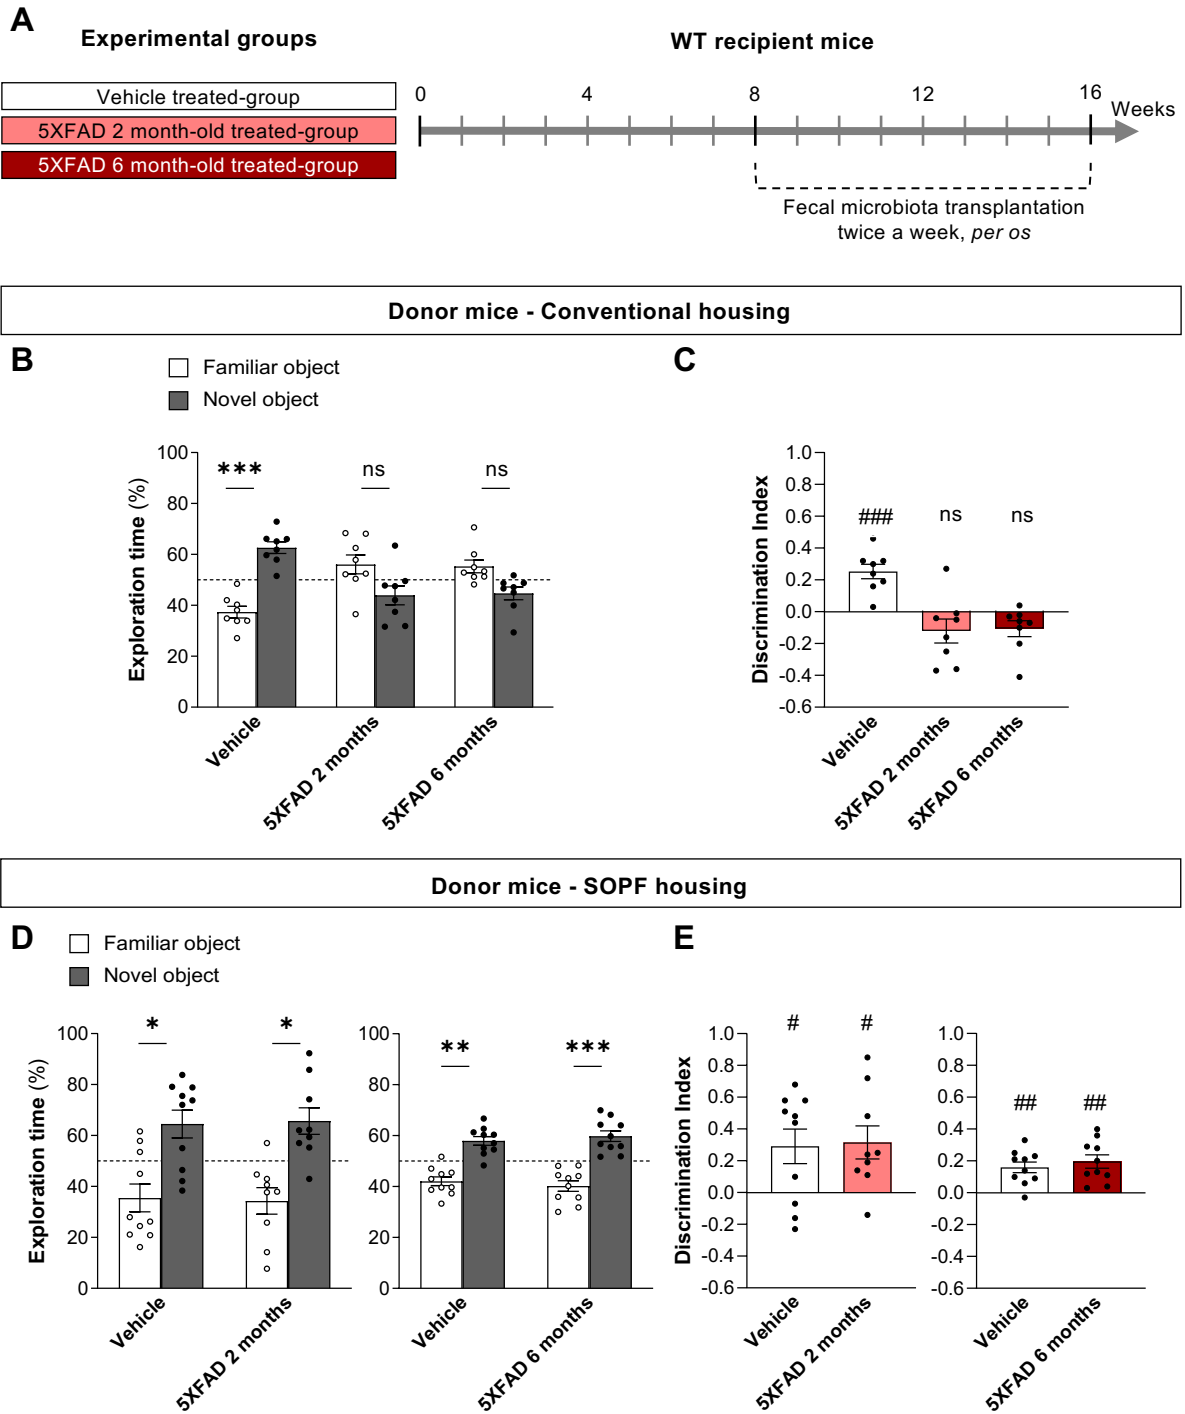 A
Experimental groups
WT recipient mice
Vehicle treated-group
5XFAD 2 month-old treated-group
5XFAD 6 month-old treated-group
0 4 8 12 16
Weeks
Fecal microbiota transplantation
twice a week, per os
Donor mice - Conventional housing
B
Familiar object
Novel object
Exploration time (%)
100
80
60
40
20
0
***
ns
ns
Vehicle
5XFAD 2 months
5XFAD 6 months
C
Discrimination Index
1.0
0.8
0.6
0.4
0.2
0.0
-0.2
-0.4
-0.6
###
ns
ns
Vehicle
5XFAD 2 months
5XFAD 6 months
Donor mice - SOPF housing
D
Familiar object
Novel object
Exploration time (%)
100
80
60
40
20
0
*
*
Vehicle
5XFAD 2 months
100
80
60
40
20
0
**
***
Vehicle
5XFAD 6 months
E
Discrimination Index
1.0
0.8
0.6
0.4
0.2
0.0
-0.2
-0.4
-0.6
#
#
Vehicle
5XFAD 2 months
1.0
0.8
0.6
0.4
0.2
0.0
-0.2
-0.4
-0.6
##
##
Vehicle
5XFAD 6 months